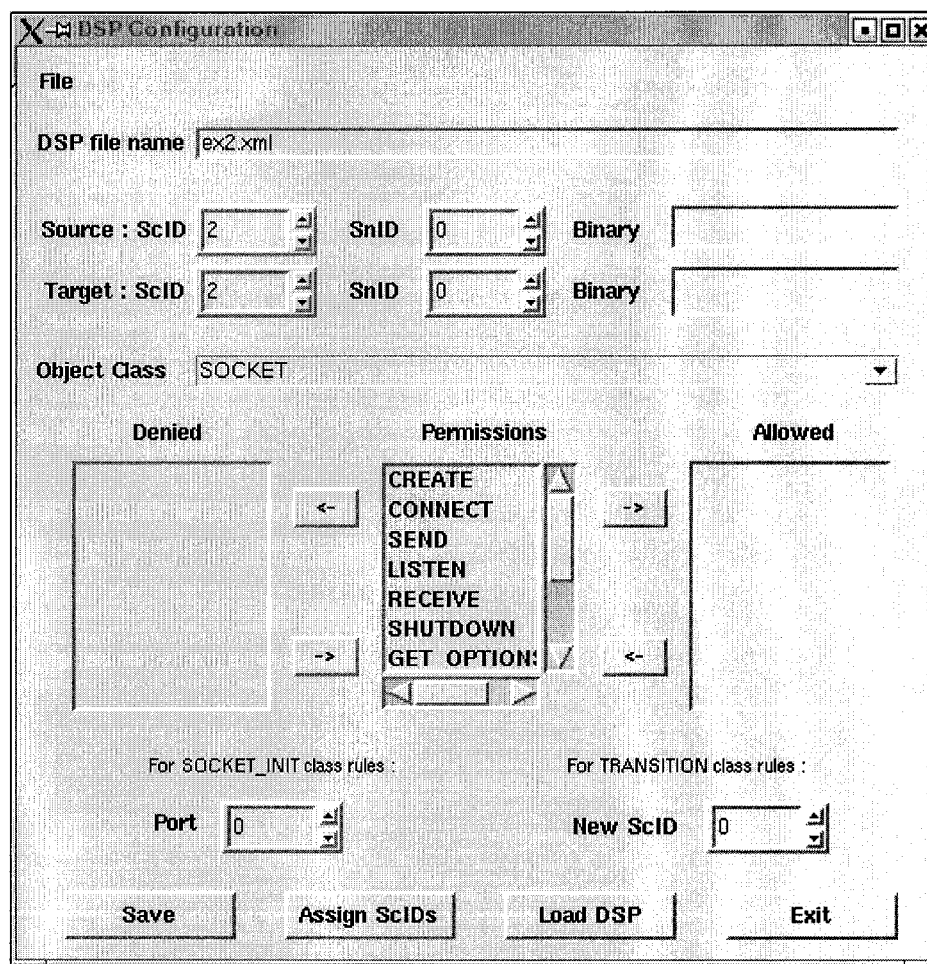 DSP Configuration
File
DSP file name ex2.xml
Source : ScID 2 SnID 0 Binary
Target : ScID 2 SnID 0 Binary
Object Class SOCKET
Denied Permissions Allowed
CREATE
<- CONNECT ->
SEND
LISTEN
RECEIVE
SHUTDOWN
-> GET OPTIONS <-
For SOCKET_INIT class rules : For TRANSITION class rules :
Port 0 New ScID 0
Save Assign ScIDs Load DSP Exit